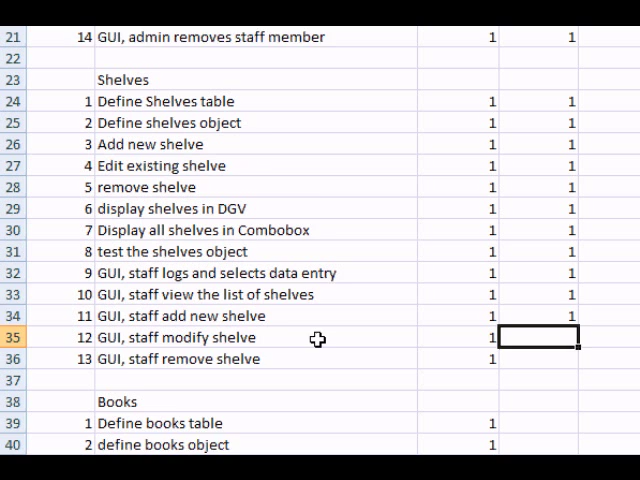 21 14 GUI, admin removes staff member 1 1
22
23 Shelves
24 1 Define Shelves table 1 1
25 2 Define shelves object 1 1
26 3 Add new shelve 1 1
27 4 Edit existing shelve 1 1
28 5 remove shelve 1 1
29 6 display shelves in DGV 1 1
30 7 Display all shelves in Combobox 1 1
31 8 test the shelves object 1 1
32 9 GUI, staff logs and selects data entry 1 1
33 10 GUI, staff view the list of shelves 1 1
34 11 GUI, staff add new shelve 1 1
35 12 GUI, staff modify shelve 1
36 13 GUI, staff remove shelve 1
37
38 Books
39 1 Define books table 1
40 2 define books object 1